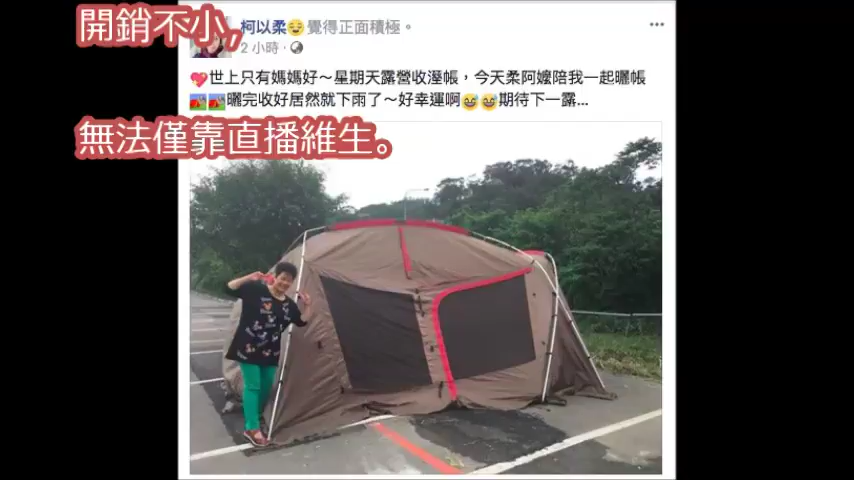 開銷不小,
柯以柔😌覺得正面積極。
2 小時·
💖世上只有媽媽好～星期天露營收溼帳，今天柔阿嬤陪我一起曬帳
🏕️🏕️曬完收好居然就下雨了～好幸運啊😅😅期待下一露...
無法僅靠直播維生。